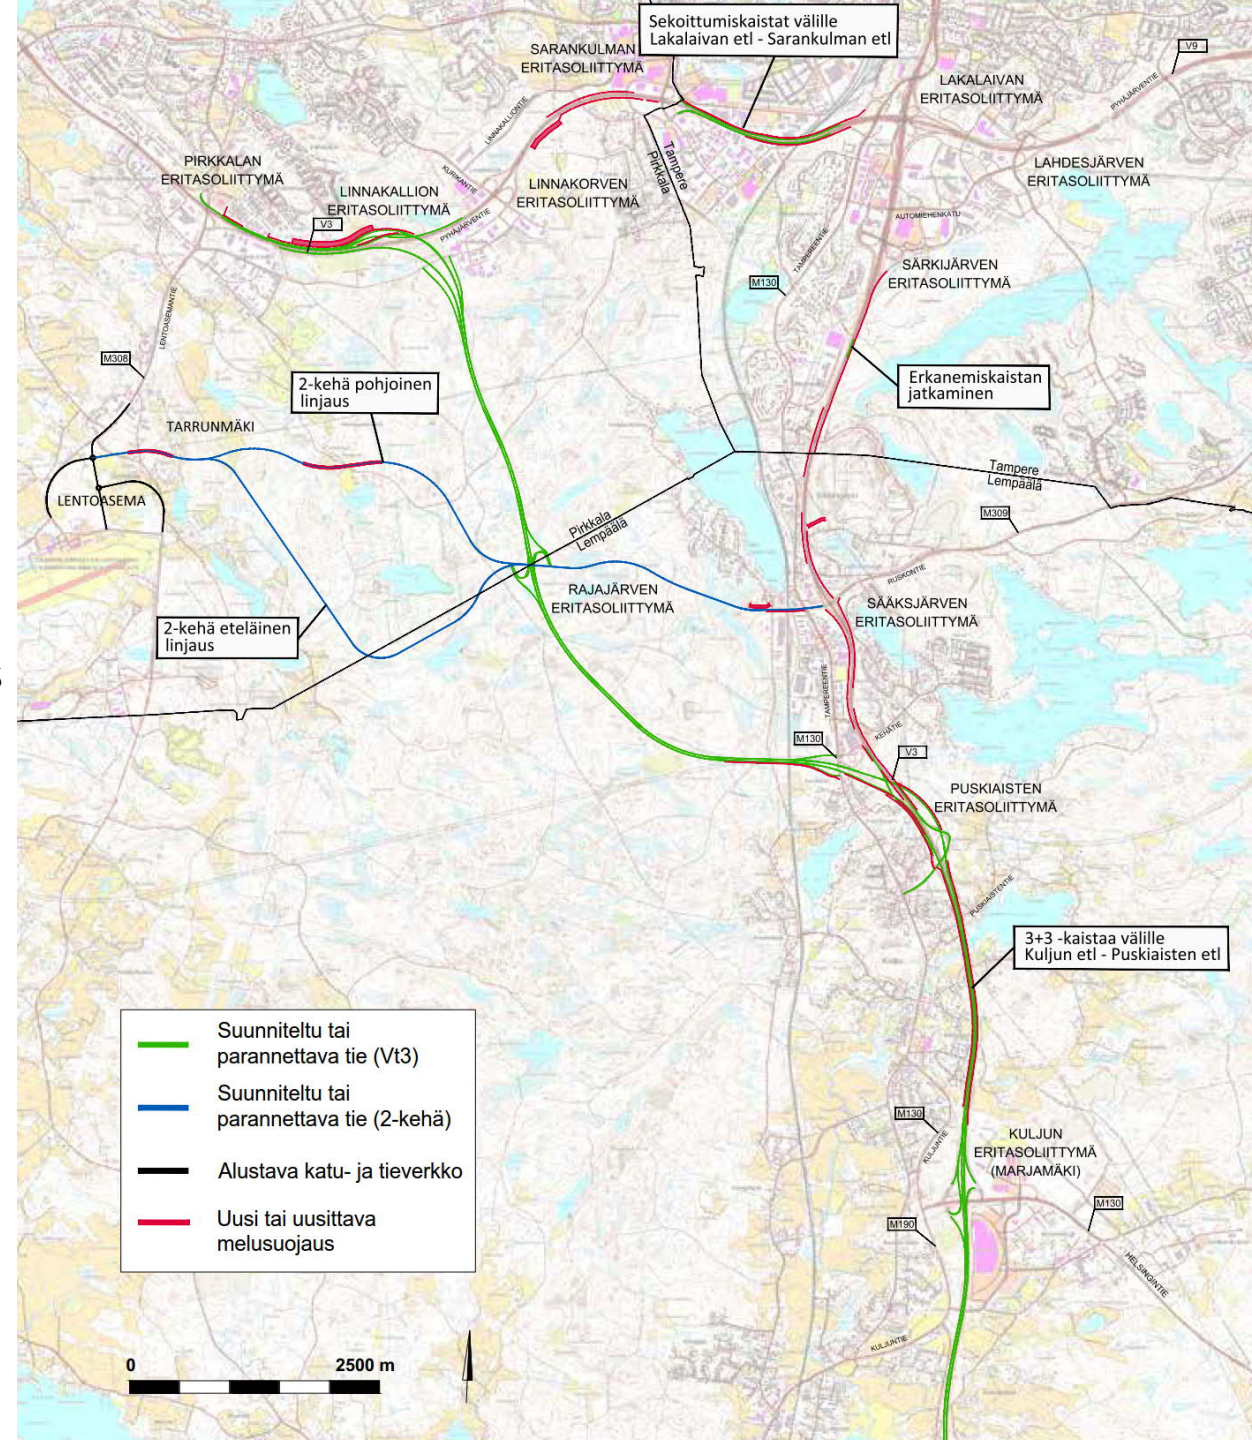 Sekoittumiskaistat välille
Lakalaivan etl - Sarankulman etl
SARANKULMAN
ERITASOLIITTYMÄ
V9
LAKALAIVAN
ERITASOLIITTYMÄ
PYHÄJÄRVENTIE
LINNAKALLIONTIE
PIRKKALAN
ERITASOLIITTYMÄ
LINNAKALLION
ERITASOLIITTYMÄ
KURIKANTIE
LINNAKORVEN
ERITASOLIITTYMÄ
Tampere
Pirkkala
LAHDESJÄRVEN
ERITASOLIITTYMÄ
V3
PYHÄJÄRVENTIE
AUTOMIEHENKATU
TAMPEREENTIE
SÄRKIJÄRVEN
ERITASOLIITTYMÄ
M130
LENTOASEMANTIE
M308
2-kehä pohjoinen
linjaus
Erkanemiskaistan
jatkaminen
TARRUNMÄKI
LENTOASEMA
Tampere
Lempäälä
M309
Pirkkala
Lempäälä
RUSKONTIE
RAJAJÄRVEN
ERITASOLIITTYMÄ
SÄÄKSJÄRVEN
ERITASOLIITTYMÄ
2-kehä eteläinen
linjaus
TAMPEREENTIE
KEHÄTIE
M130
V3
PUSKIAISTEN
ERITASOLIITTYMÄ
PUSKIAISTENTIE
3+3 -kaistaa välille
Kuljun etl - Puskiaisten etl
Suunniteltu tai
parannettava tie (Vt3)
Suunniteltu tai
parannettava tie (2-kehä)
Alustava katu- ja tieverkko
Uusi tai uusittava
melusuojaus
M130
KULJUNTIE
KULJUN
ERITASOLIITTYMÄ
(MARJAMÄKI)
M130
M190
HELSINGINTIE
KULJUNTIE
0 2500 m